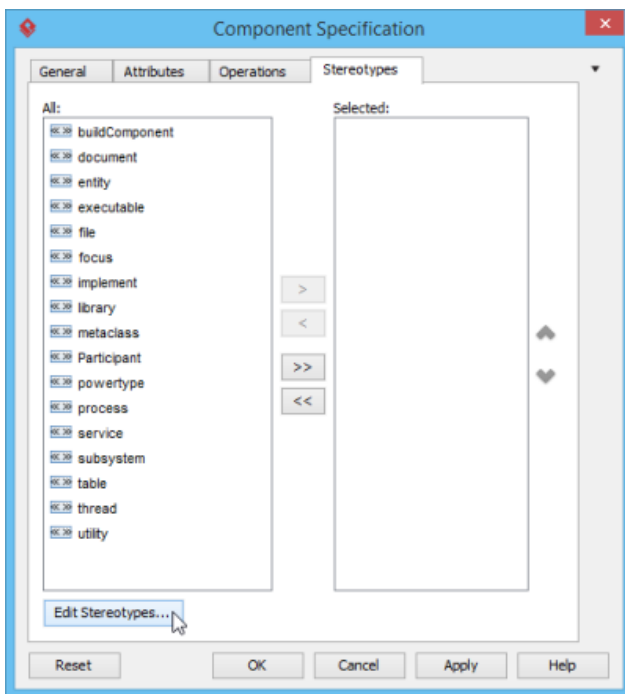 Component Specification
General Attributes Operations Stereotypes
All: Selected:
buildComponent
document
entity
executable
file
focus
implement
library
metaclass
Participant
powertype
process
service
subsystem
table
thread
utility
>
<
>>
<<
Edit Stereotypes...
Reset OK Cancel Apply Help